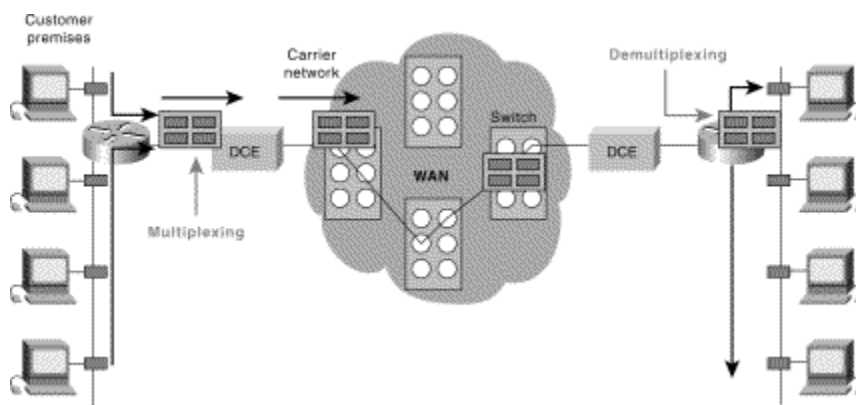 Customer
premises
Carrier
network
Demultiplexing
Switch
DCE
WAN
DCE
Multiplexing